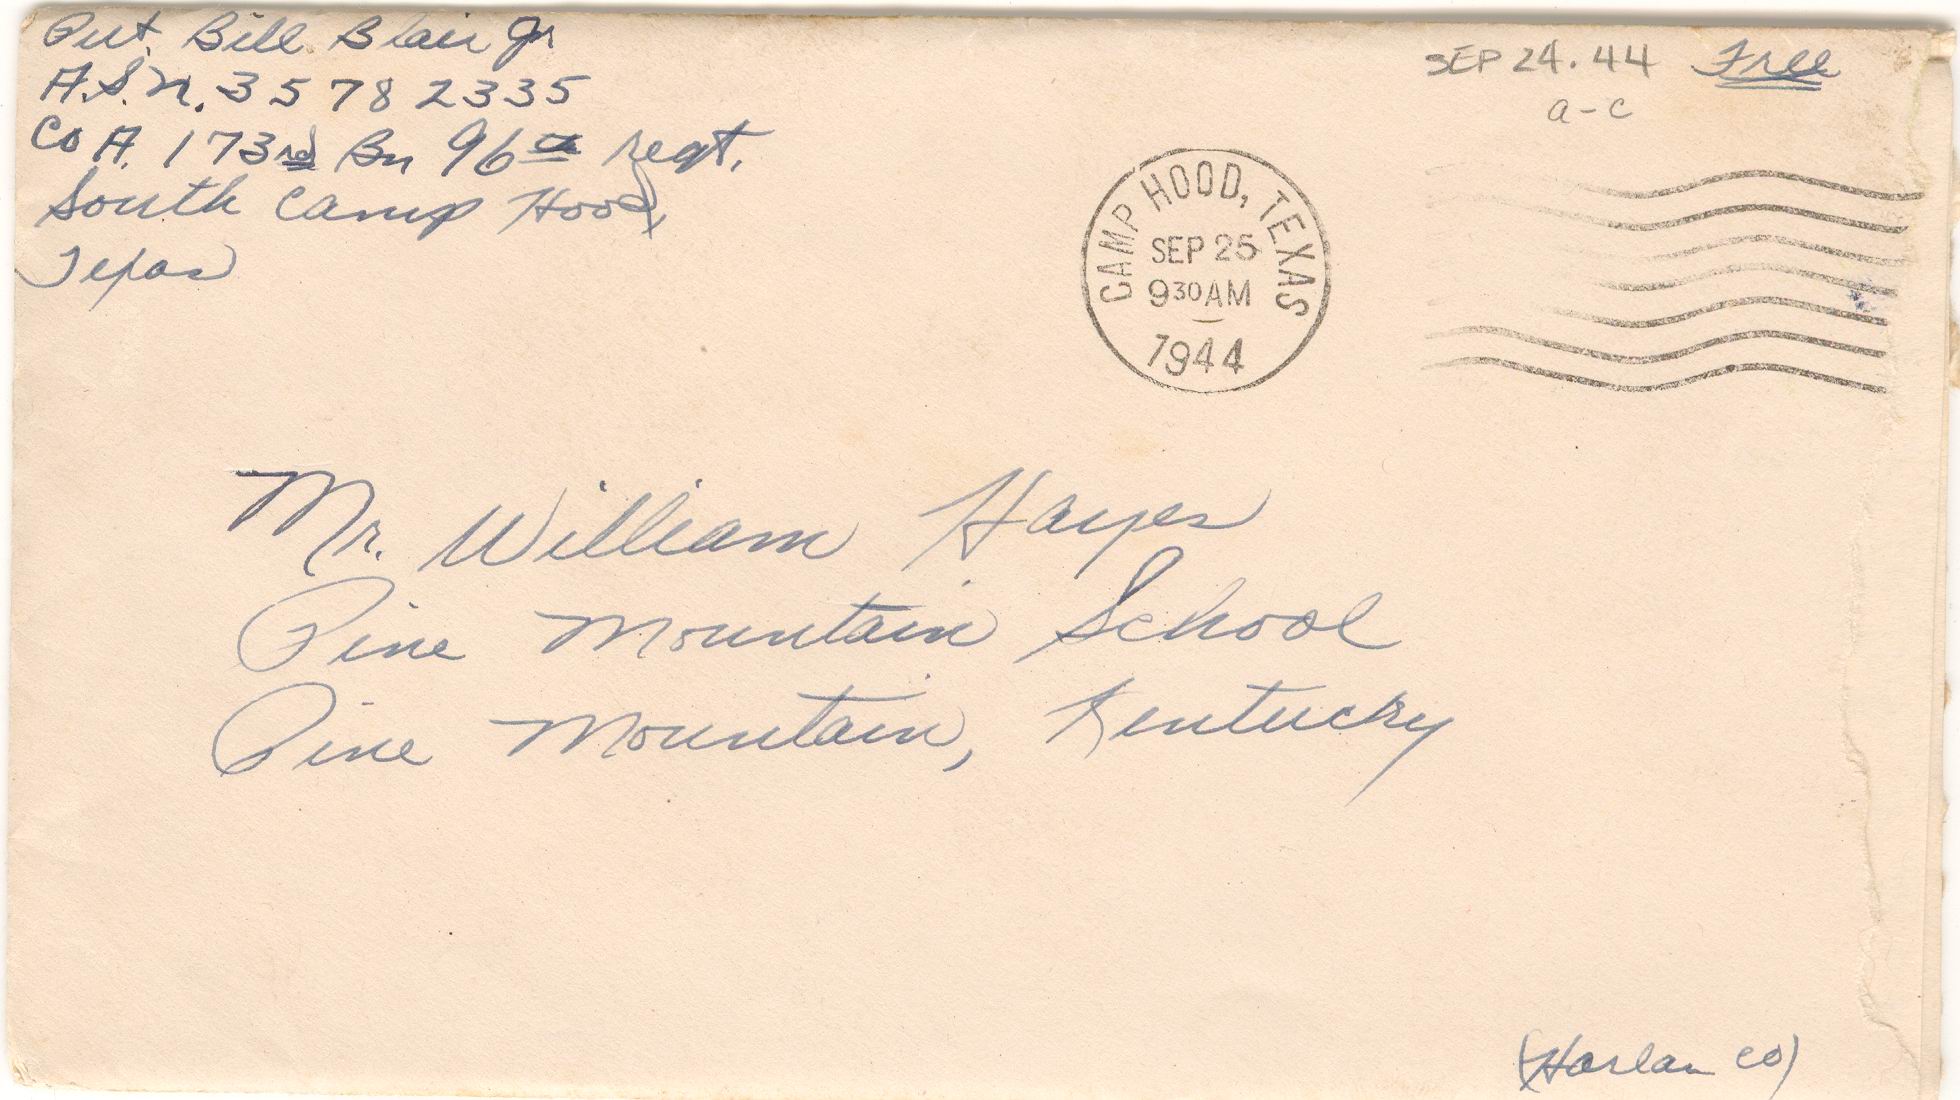 Pvt. Bill Blair Jr
A.S.N. 35782335
Co A. 173rd Bn 96th Regt.
South Camp Hood,
Texas
SEP 24. 44 Free
a-c
CAMP HOOD, TEXAS
SEP 25
930AM
1944
Mr. William Hayes
Pine Mountain School
Pine Mountain, Kentucky
(Harlan Co)